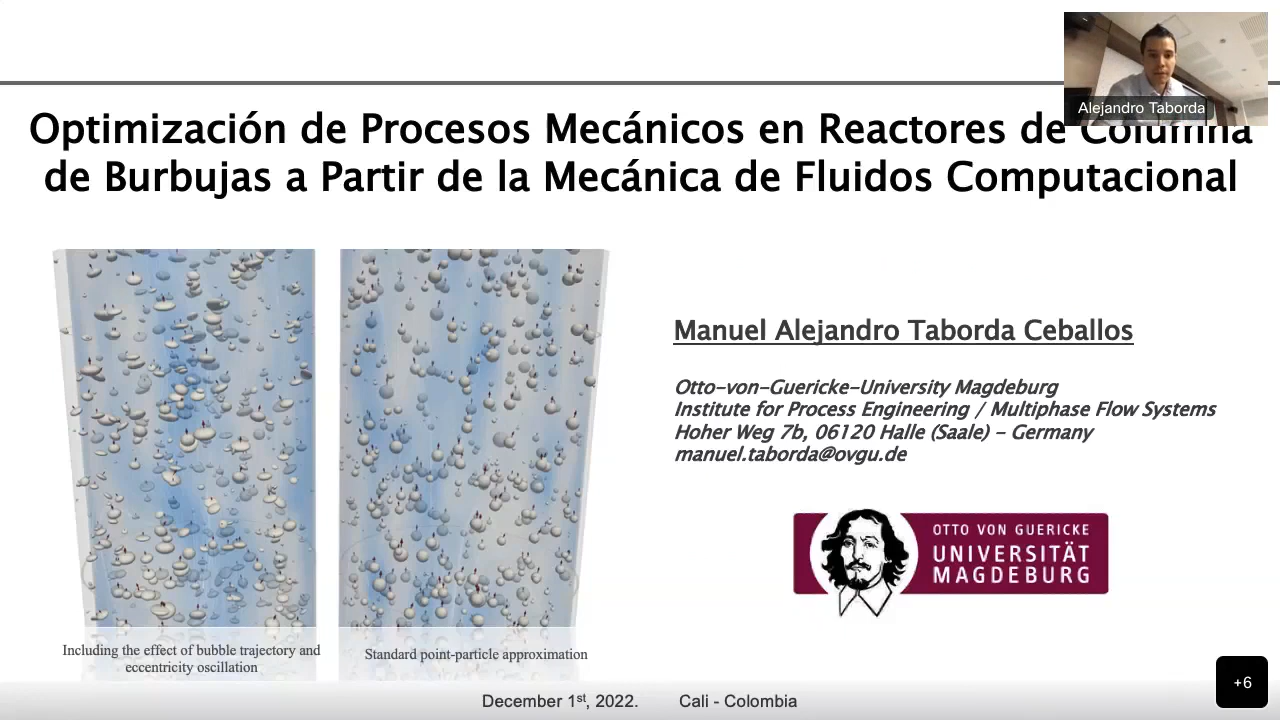 Alejandro Taborda
Optimización de Procesos Mecánicos en Reactores de Columna
de Burbujas a Partir de la Mecánica de Fluidos Computacional
Manuel Alejandro Taborda Ceballos
Otto-von-Guericke-University Magdeburg
Institute for Process Engineering / Multiphase Flow Systems
Hoher Weg 7b, 06120 Halle (Saale) - Germany
manuel.taborda@ovgu.de
OTTO VON GUERICKE
UNIVERSITÄT
MAGDEBURG
Including the effect of bubble trajectory and
eccentricity oscillation
Standard point-particle approximation
+6
December 1st, 2022. Cali - Colombia